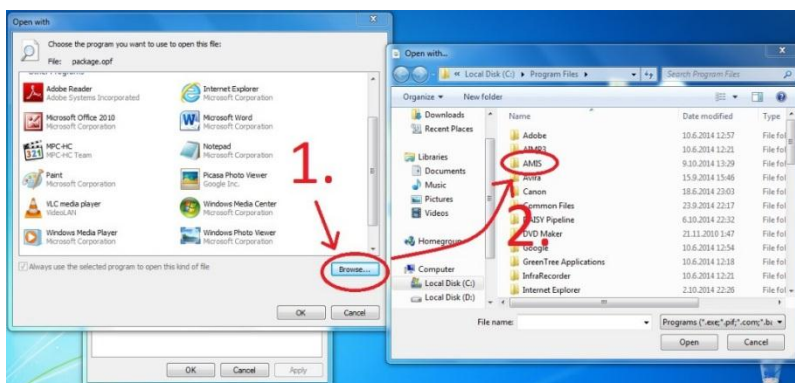 Open with
Choose the program you want to use to open this file:
File: package.opf
Other Programs
Adobe Reader
Adobe Systems Incorporated
Internet Explorer
Microsoft Corporation
Microsoft Office 2010
Microsoft Corporation
Microsoft Word
Microsoft Corporation
MPC-HC
MPC-HC Team
Notepad
Microsoft Corporation
Paint
Microsoft Corporation
Picasa Photo Viewer
Google Inc.
VLC media player
VideoLAN
Windows Media Center
Microsoft Corporation
Windows Media Player
Microsoft Corporation
Windows Photo Viewer
Microsoft Corporation
1.
Always use the selected program to open this kind of file
Browse...
OK Cancel
OK Cancel Apply
Open with...
« Local Disk (C:) Program Files
Search Program Files
Organize New folder
Downloads
Recent Places
Libraries
Documents
Music
Pictures
Videos
Homegroup
Computer
Local Disk (C:)
Local Disk (D:)
Name Date modified Type
Adobe 10.6.2014 12:57 File fol
AIMP3 10.6.2014 12:21 File fol
AMIS 9.10.2014 13:29 File fol
Avira 15.9.2014 15:46 File fol
Canon 18.6.2014 23:03 File fol
Common Files 23.9.2014 22:17 File fol
DAISY Pipeline 6.10.2014 22:32 File fol
DVD Maker 21.11.2010 1:47 File fol
Google 10.6.2014 12:54 File fol
GreenTree Applications 10.6.2014 12:18 File fol
InfraRecorder 10.6.2014 12:21 File fol
Internet Explorer 2.10.2014 22:26 File fol
2.
File name:
Programs (*.exe;*.pif;*.com;*.ba
Open Cancel